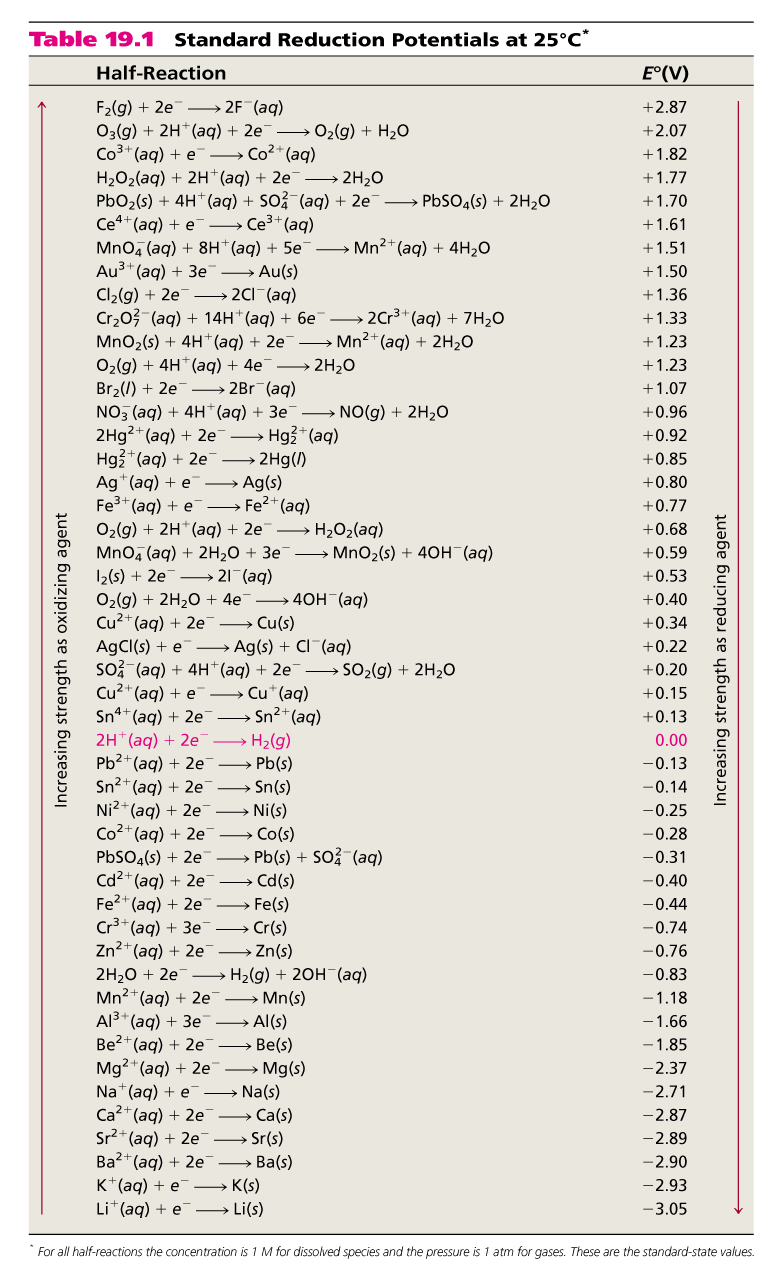 Table 19.1 Standard Reduction Potentials at 25°C*
Half-Reaction E°(V)
F₂(g) + 2e⁻ ⟶ 2F⁻(aq) +2.87
O₃(g) + 2H⁺(aq) + 2e⁻ ⟶ O₂(g) + H₂O +2.07
Co³⁺(aq) + e⁻ ⟶ Co²⁺(aq) +1.82
H₂O₂(aq) + 2H⁺(aq) + 2e⁻ ⟶ 2H₂O +1.77
PbO₂(s) + 4H⁺(aq) + SO₄²⁻(aq) + 2e⁻ ⟶ PbSO₄(s) + 2H₂O +1.70
Ce⁴⁺(aq) + e⁻ ⟶ Ce³⁺(aq) +1.61
MnO₄⁻(aq) + 8H⁺(aq) + 5e⁻ ⟶ Mn²⁺(aq) + 4H₂O +1.51
Au³⁺(aq) + 3e⁻ ⟶ Au(s) +1.50
Cl₂(g) + 2e⁻ ⟶ 2Cl⁻(aq) +1.36
Cr₂O₇²⁻(aq) + 14H⁺(aq) + 6e⁻ ⟶ 2Cr³⁺(aq) + 7H₂O +1.33
MnO₂(s) + 4H⁺(aq) + 2e⁻ ⟶ Mn²⁺(aq) + 2H₂O +1.23
O₂(g) + 4H⁺(aq) + 4e⁻ ⟶ 2H₂O +1.23
Br₂(l) + 2e⁻ ⟶ 2Br⁻(aq) +1.07
NO₃⁻(aq) + 4H⁺(aq) + 3e⁻ ⟶ NO(g) + 2H₂O +0.96
2Hg²⁺(aq) + 2e⁻ ⟶ Hg₂²⁺(aq) +0.92
Hg₂²⁺(aq) + 2e⁻ ⟶ 2Hg(l) +0.85
Ag⁺(aq) + e⁻ ⟶ Ag(s) +0.80
Fe³⁺(aq) + e⁻ ⟶ Fe²⁺(aq) +0.77
O₂(g) + 2H⁺(aq) + 2e⁻ ⟶ H₂O₂(aq) +0.68
MnO₄⁻(aq) + 2H₂O + 3e⁻ ⟶ MnO₂(s) + 4OH⁻(aq) +0.59
I₂(s) + 2e⁻ ⟶ 2I⁻(aq) +0.53
O₂(g) + 2H₂O + 4e⁻ ⟶ 4OH⁻(aq) +0.40
Cu²⁺(aq) + 2e⁻ ⟶ Cu(s) +0.34
AgCl(s) + e⁻ ⟶ Ag(s) + Cl⁻(aq) +0.22
SO₄²⁻(aq) + 4H⁺(aq) + 2e⁻ ⟶ SO₂(g) + 2H₂O +0.20
Cu²⁺(aq) + e⁻ ⟶ Cu⁺(aq) +0.15
Sn⁴⁺(aq) + 2e⁻ ⟶ Sn²⁺(aq) +0.13
2H⁺(aq) + 2e⁻ ⟶ H₂(g) 0.00
Pb²⁺(aq) + 2e⁻ ⟶ Pb(s) −0.13
Sn²⁺(aq) + 2e⁻ ⟶ Sn(s) −0.14
Ni²⁺(aq) + 2e⁻ ⟶ Ni(s) −0.25
Co²⁺(aq) + 2e⁻ ⟶ Co(s) −0.28
PbSO₄(s) + 2e⁻ ⟶ Pb(s) + SO₄²⁻(aq) −0.31
Cd²⁺(aq) + 2e⁻ ⟶ Cd(s) −0.40
Fe²⁺(aq) + 2e⁻ ⟶ Fe(s) −0.44
Cr³⁺(aq) + 3e⁻ ⟶ Cr(s) −0.74
Zn²⁺(aq) + 2e⁻ ⟶ Zn(s) −0.76
2H₂O + 2e⁻ ⟶ H₂(g) + 2OH⁻(aq) −0.83
Mn²⁺(aq) + 2e⁻ ⟶ Mn(s) −1.18
Al³⁺(aq) + 3e⁻ ⟶ Al(s) −1.66
Be²⁺(aq) + 2e⁻ ⟶ Be(s) −1.85
Mg²⁺(aq) + 2e⁻ ⟶ Mg(s) −2.37
Na⁺(aq) + e⁻ ⟶ Na(s) −2.71
Ca²⁺(aq) + 2e⁻ ⟶ Ca(s) −2.87
Sr²⁺(aq) + 2e⁻ ⟶ Sr(s) −2.89
Ba²⁺(aq) + 2e⁻ ⟶ Ba(s) −2.90
K⁺(aq) + e⁻ ⟶ K(s) −2.93
Li⁺(aq) + e⁻ ⟶ Li(s) −3.05
Increasing strength as oxidizing agent
Increasing strength as reducing agent
* For all half-reactions the concentration is 1 M for dissolved species and the pressure is 1 atm for gases. These are the standard-state values.